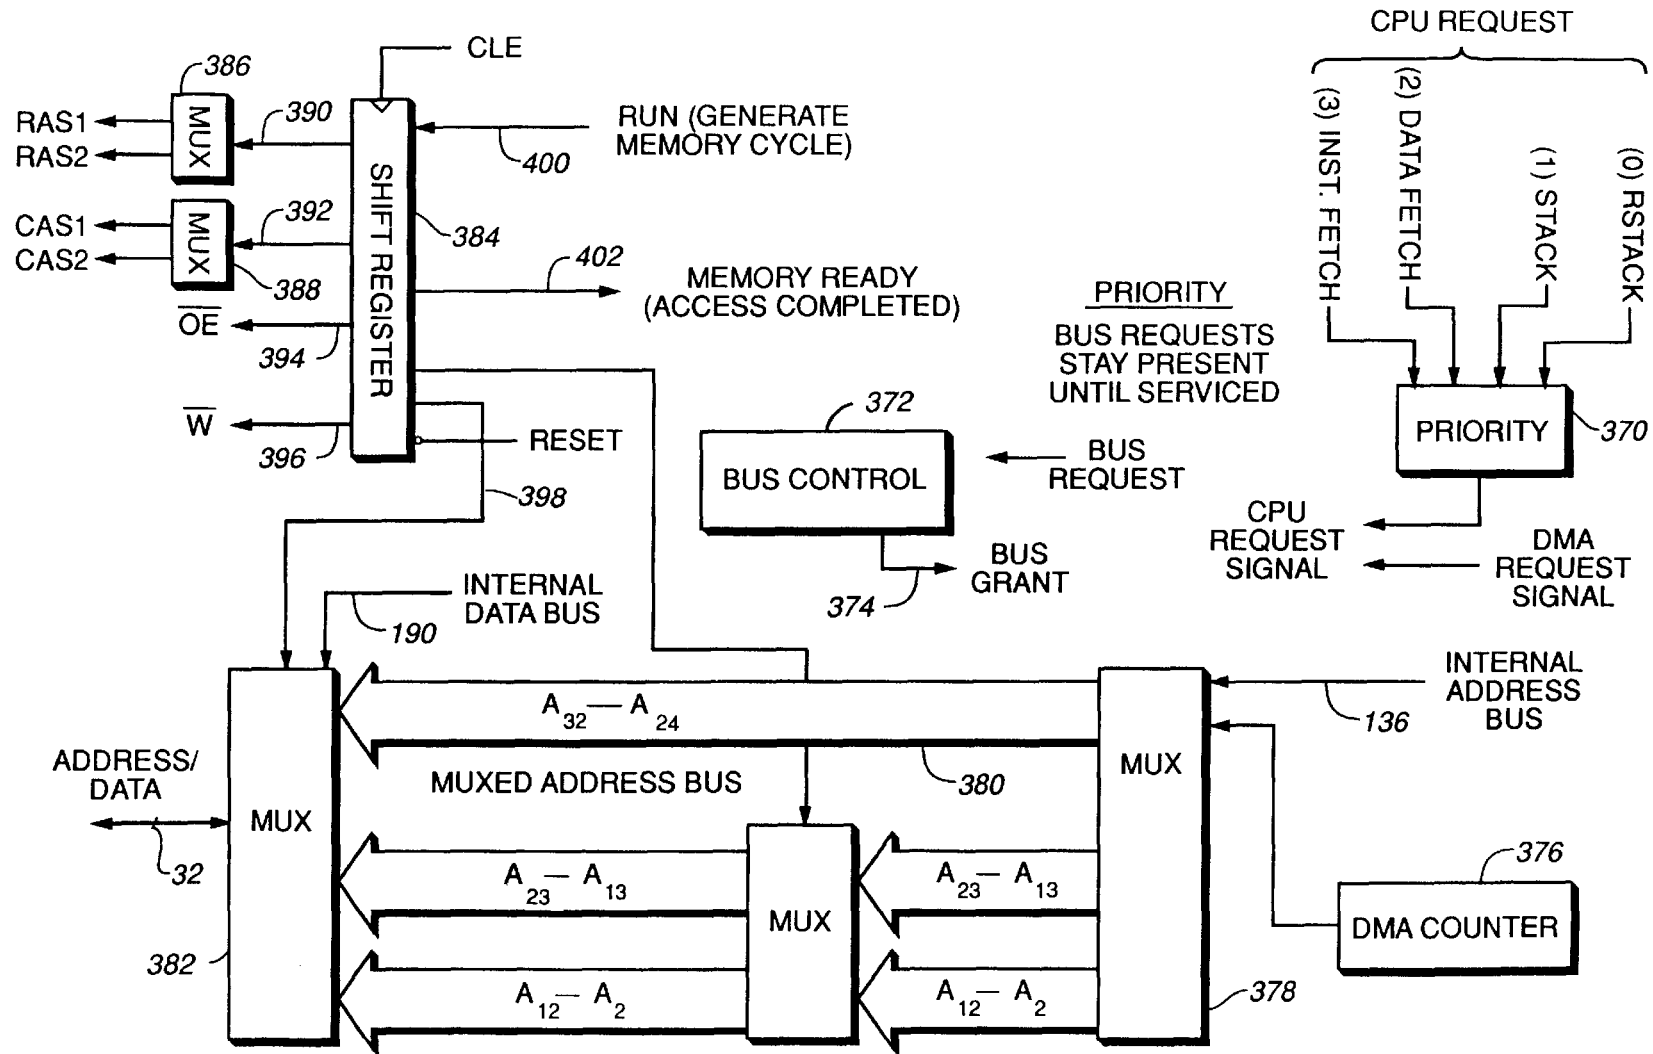 CPU REQUEST
CLE
386
MUX
RAS1
RAS2
390
RUN (GENERATE
MEMORY CYCLE)
400
(3) INST. FETCH
(2) DATA FETCH
(1) STACK
(0) RSTACK
SHIFT REGISTER
384
CAS1
CAS2
MUX
392
388
402
MEMORY READY
(ACCESS COMPLETED)
OE
394
W
396
RESET
398
PRIORITY
BUS REQUESTS
STAY PRESENT
UNTIL SERVICED
PRIORITY
370
372
BUS CONTROL
BUS
REQUEST
BUS
GRANT
374
CPU
REQUEST
SIGNAL
DMA
REQUEST
SIGNAL
INTERNAL
DATA BUS
190
INTERNAL
ADDRESS
BUS
136
A32— A24
380
MUX
MUXED ADDRESS BUS
ADDRESS/
DATA
32
MUX
382
A23— A13
MUX
A23— A13
376
DMA COUNTER
A12— A2
A12— A2
378